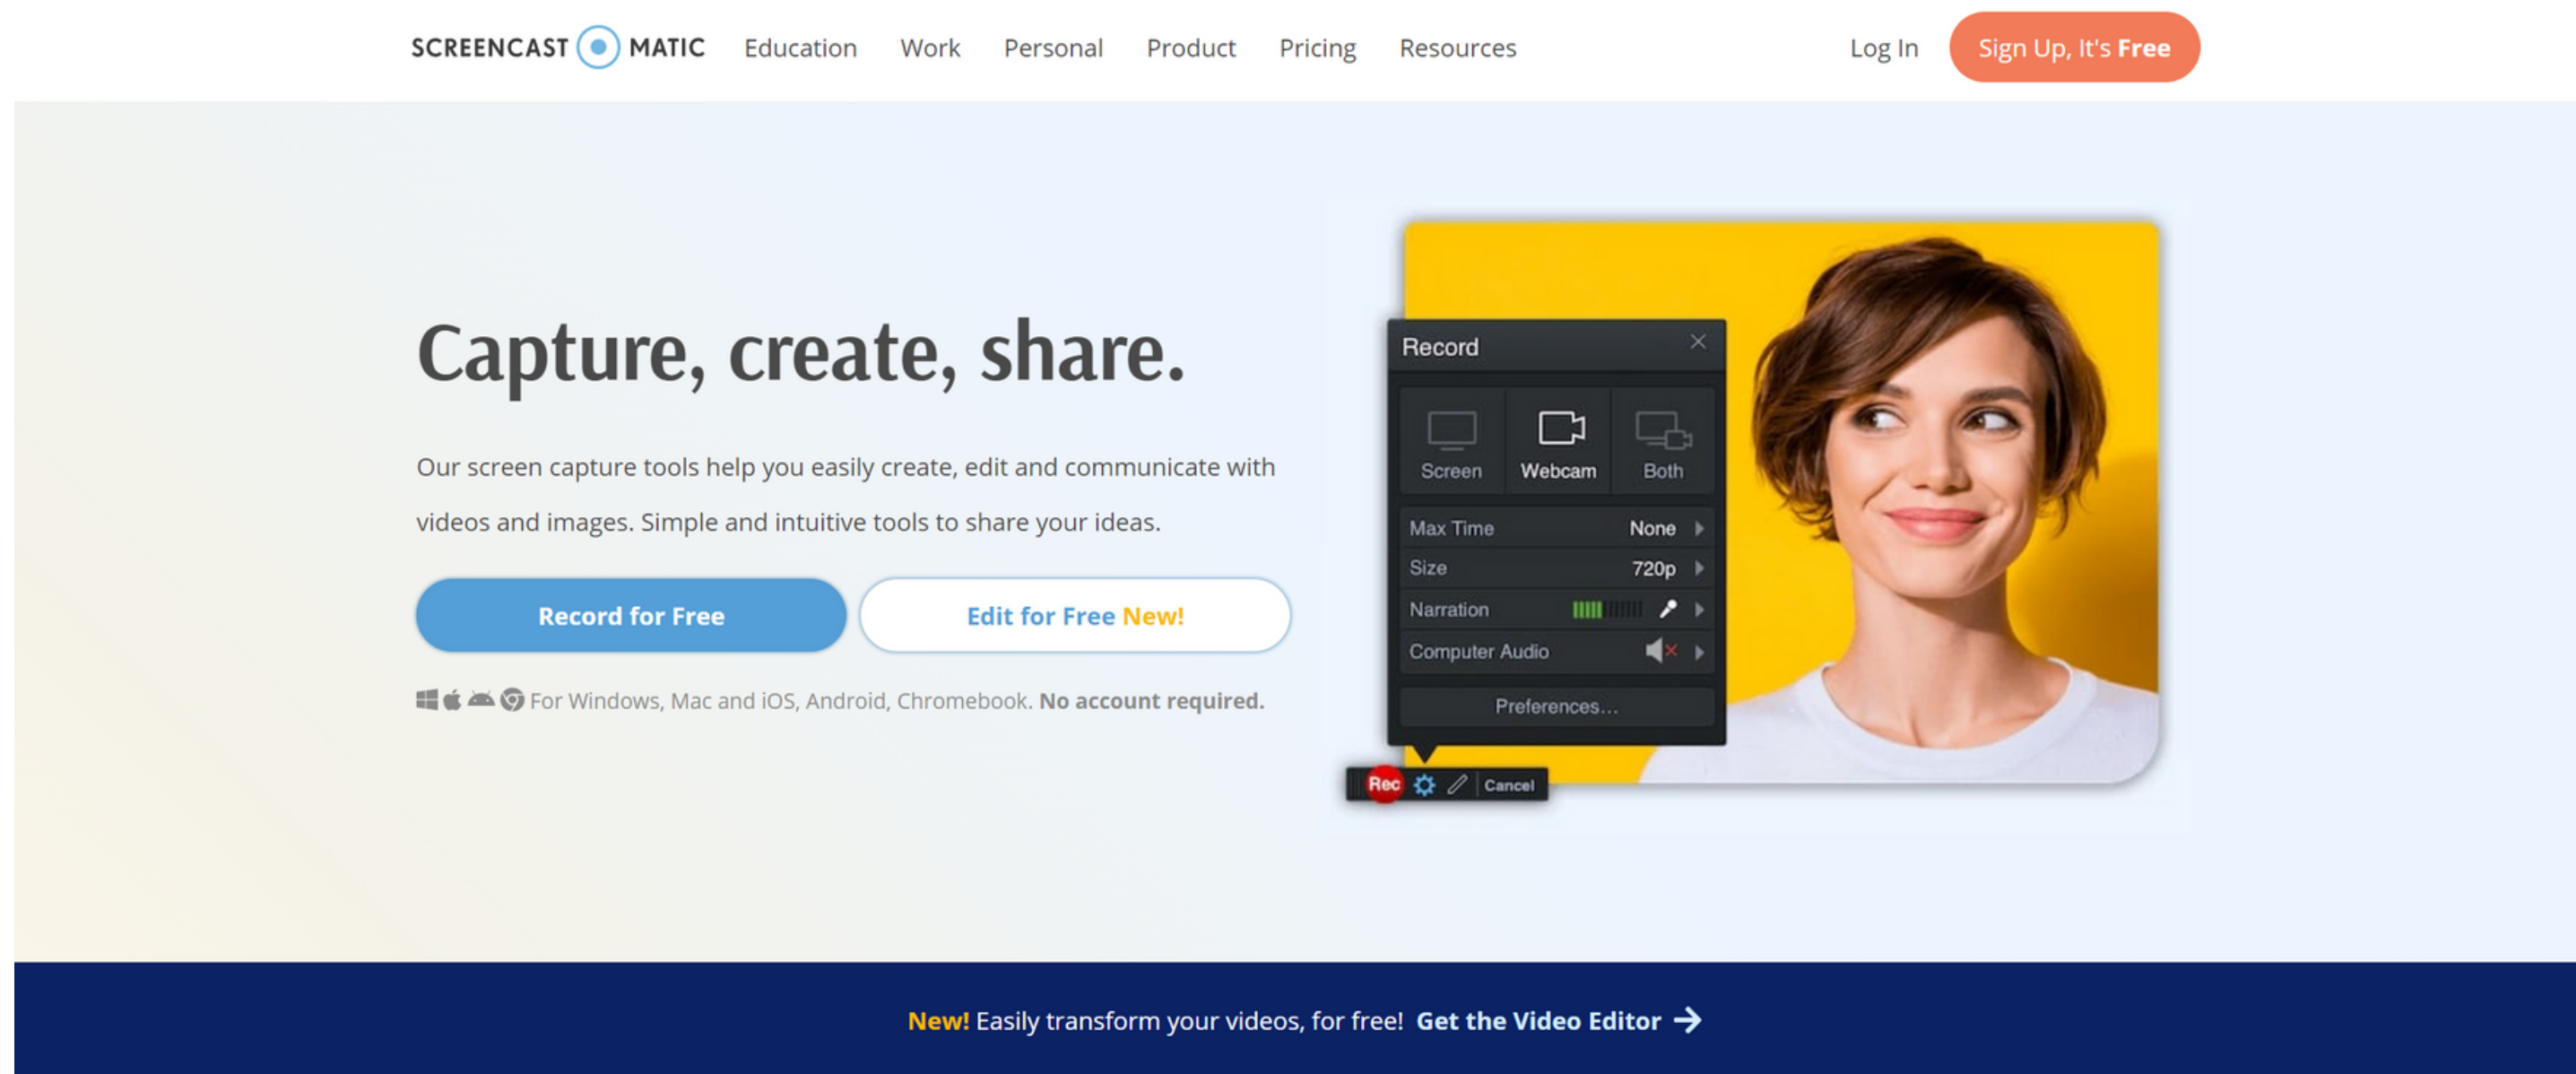 SCREENCAST MATIC Education Work Personal Product Pricing Resources Log In Sign Up, It's Free
Capture, create, share.
Our screen capture tools help you easily create, edit and communicate with
videos and images. Simple and intuitive tools to share your ideas.
Record for Free Edit for Free New!
For Windows, Mac and iOS, Android, Chromebook. No account required.
Record
Screen Webcam Both
Max Time None
Size 720p
Narration
Computer Audio
Preferences...
Rec Cancel
New! Easily transform your videos, for free! Get the Video Editor →